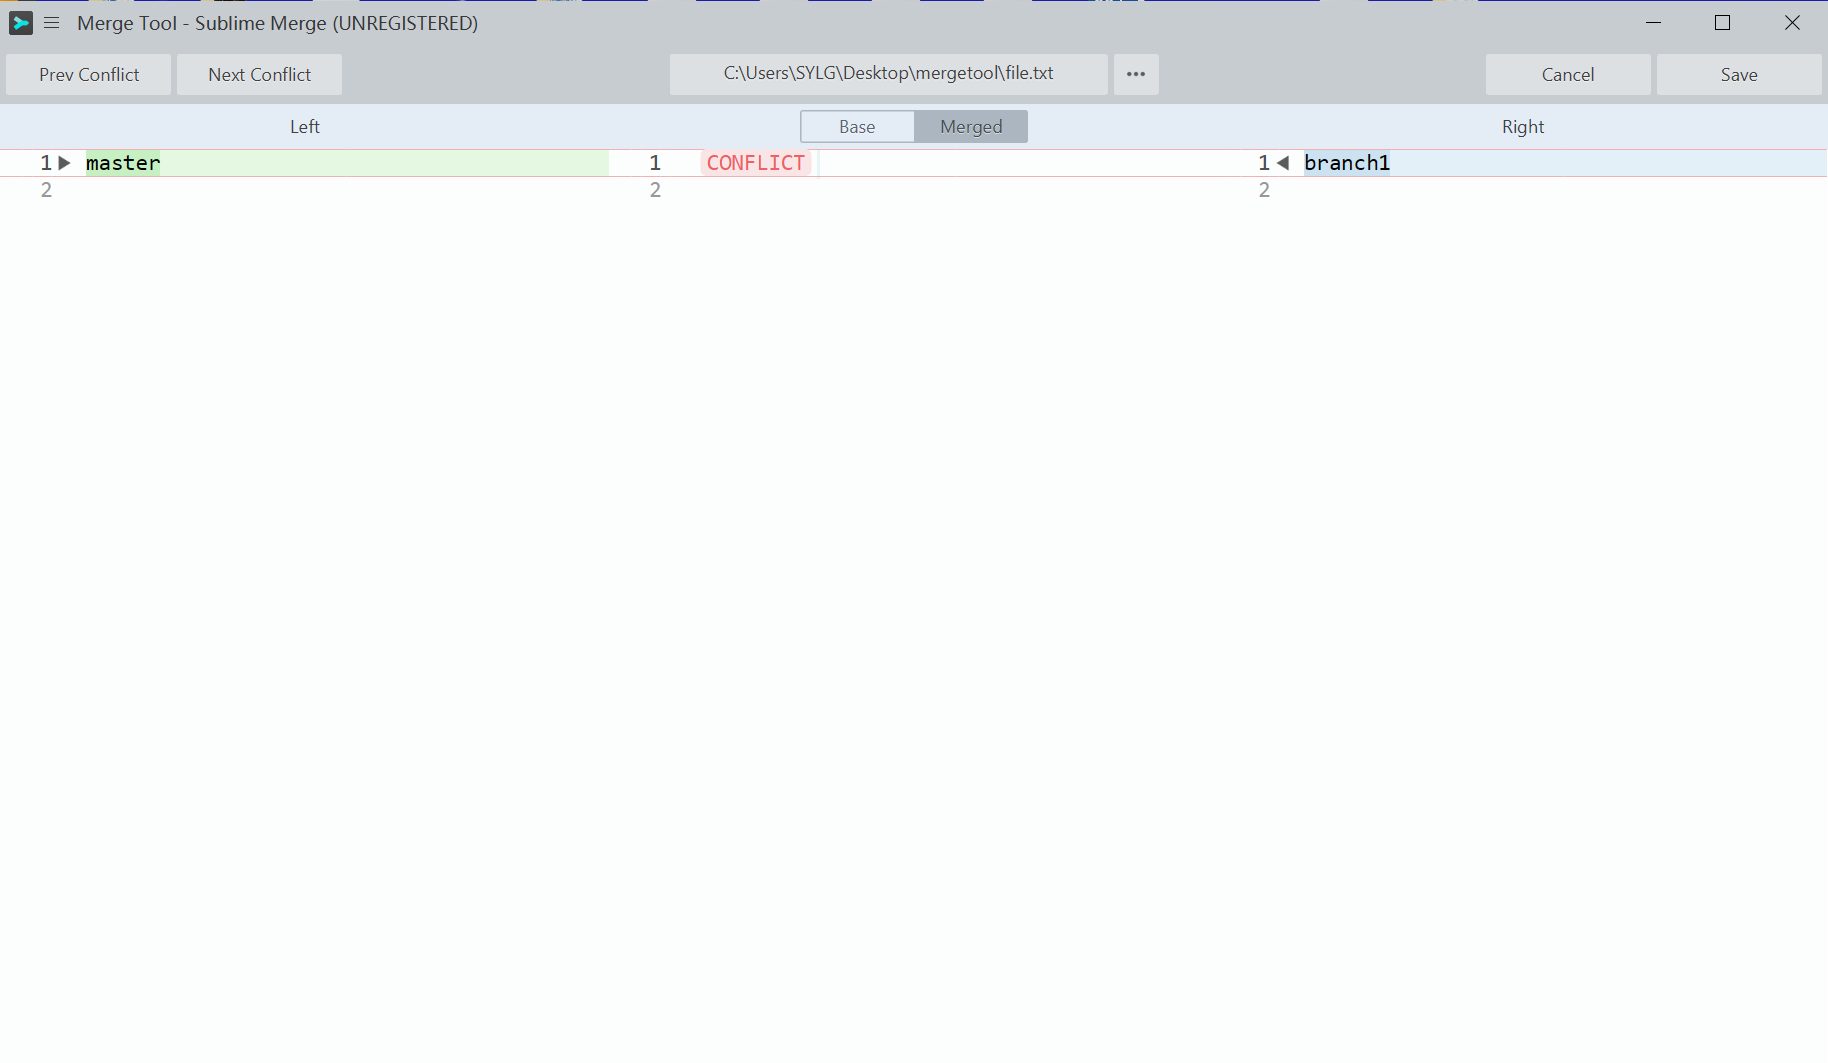 Merge Tool - Sublime Merge (UNREGISTERED)
Prev Conflict Next Conflict C:\Users\SYLG\Desktop\mergetool\file.txt ••• Cancel Save
Left Base Merged Right
1 master 1 CONFLICT 1 branch1
2 2 2